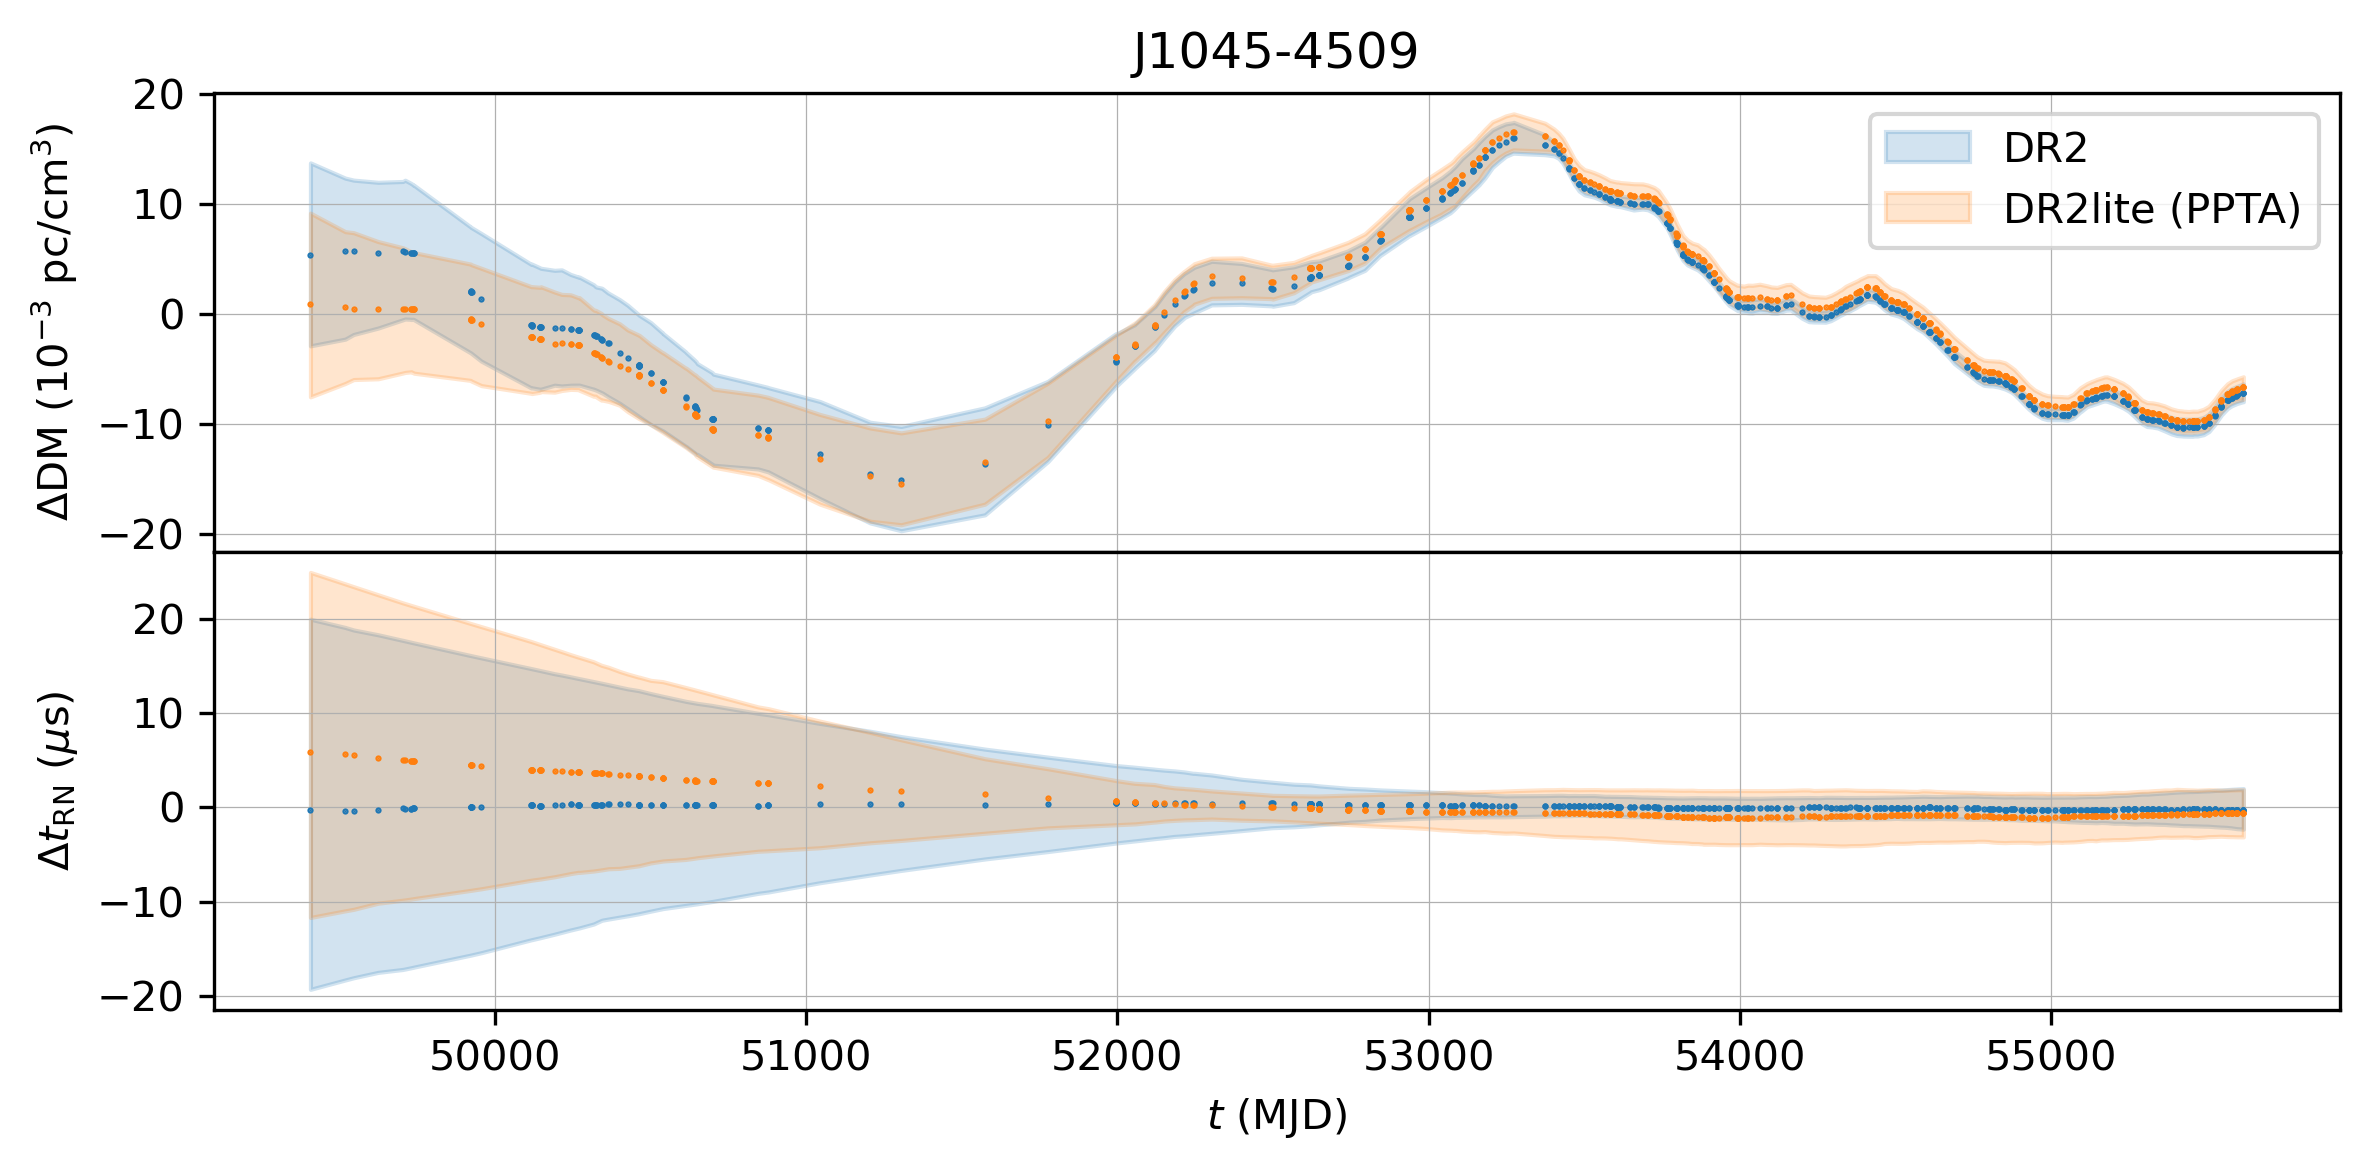 J1045-4509
20
10
0
−10
−20
ΔDM (10⁻³ pc/cm³)
DR2
DR2lite (PPTA)
20
10
0
−10
−20
Δt_RN (μs)
50000 51000 52000 53000 54000 55000
t (MJD)